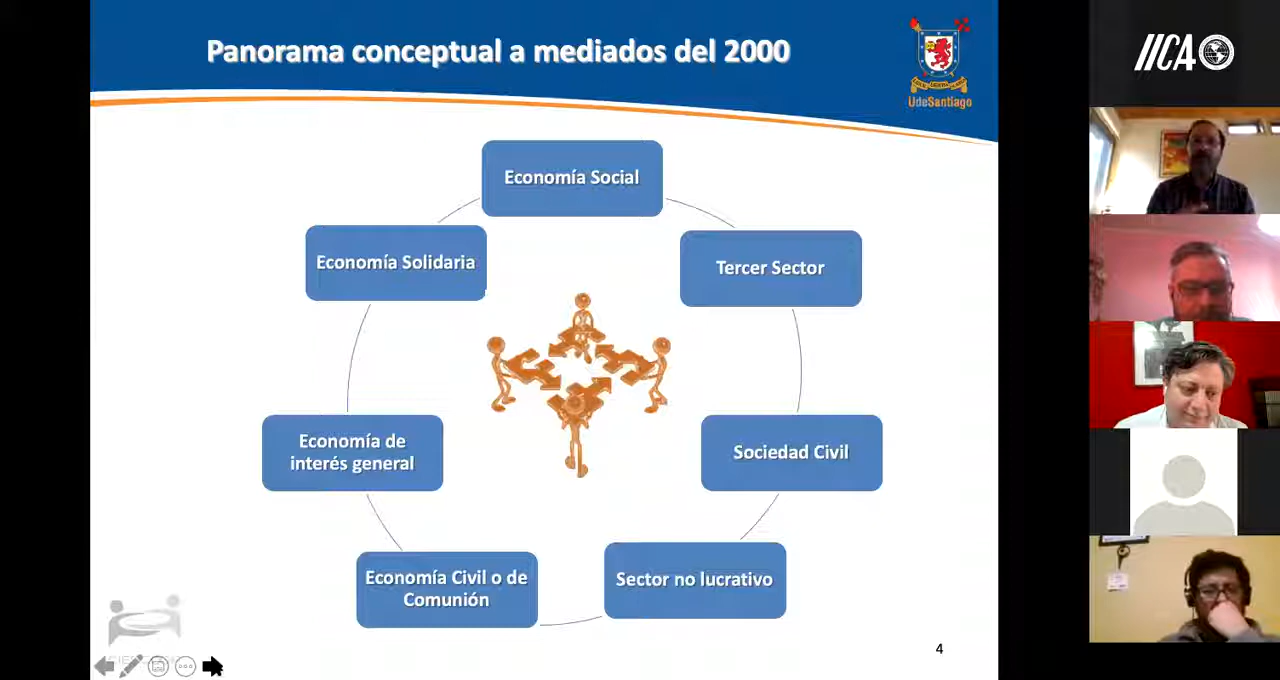 Panorama conceptual a mediados del 2000
UdeSantiago
IICA
Economía Social
Economía Solidaria
Tercer Sector
Economía de
interés general
Sociedad Civil
Economía Civil o de
Comunión
Sector no lucrativo
4